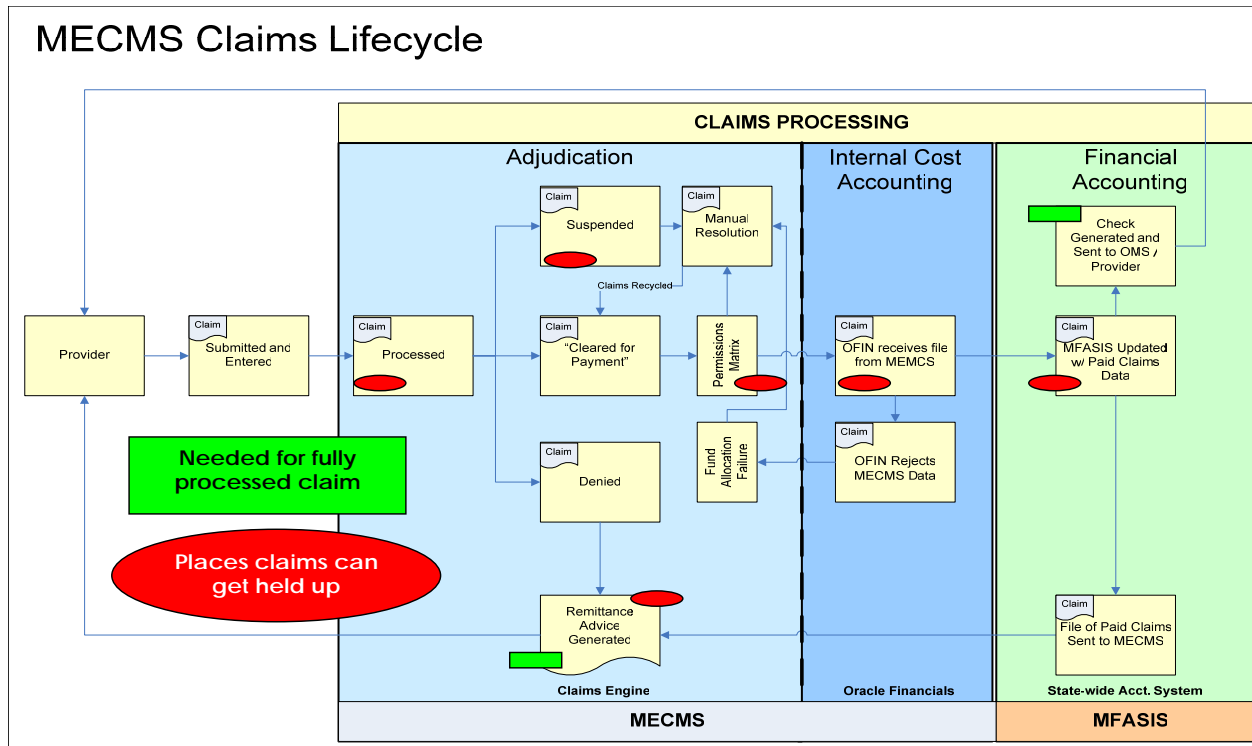 MECMS Claims Lifecycle
CLAIMS PROCESSING
Adjudication
Internal Cost
Accounting
Financial
Accounting
Claim
Suspended
Claim
Manual
Resolution
Check
Generated and
Sent to OMS /
Provider
Claims Recycled
Provider
Claim
Submitted and
Entered
Claim
Processed
Claim
“Cleared for
Payment”
Permissions
Matrix
Claim
OFIN receives file
from MEMCS
Claim
MFASIS Updated
w/ Paid Claims
Data
Needed for fully
processed claim
Claim
Denied
Fund
Allocation
Failure
Claim
OFIN Rejects
MECMS Data
Places claims can
get held up
Remittance
Advice
Generated
Claim
File of Paid Claims
Sent to MECMS
Claims Engine
Oracle Financials
State-wide Acct. System
MECMS
MFASIS